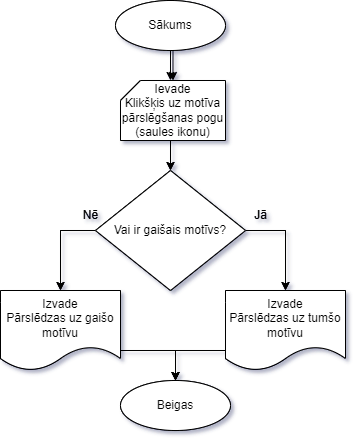 Sākums
Ievade
Klikšķis uz motīva
pārslēgšanas pogu
(saules ikonu)
Vai ir gaišais motīvs?
Nē
Jā
Izvade
Pārslēdzas uz gaišo
motīvu
Izvade
Pārslēdzas uz tumšo
motīvu
Beigas